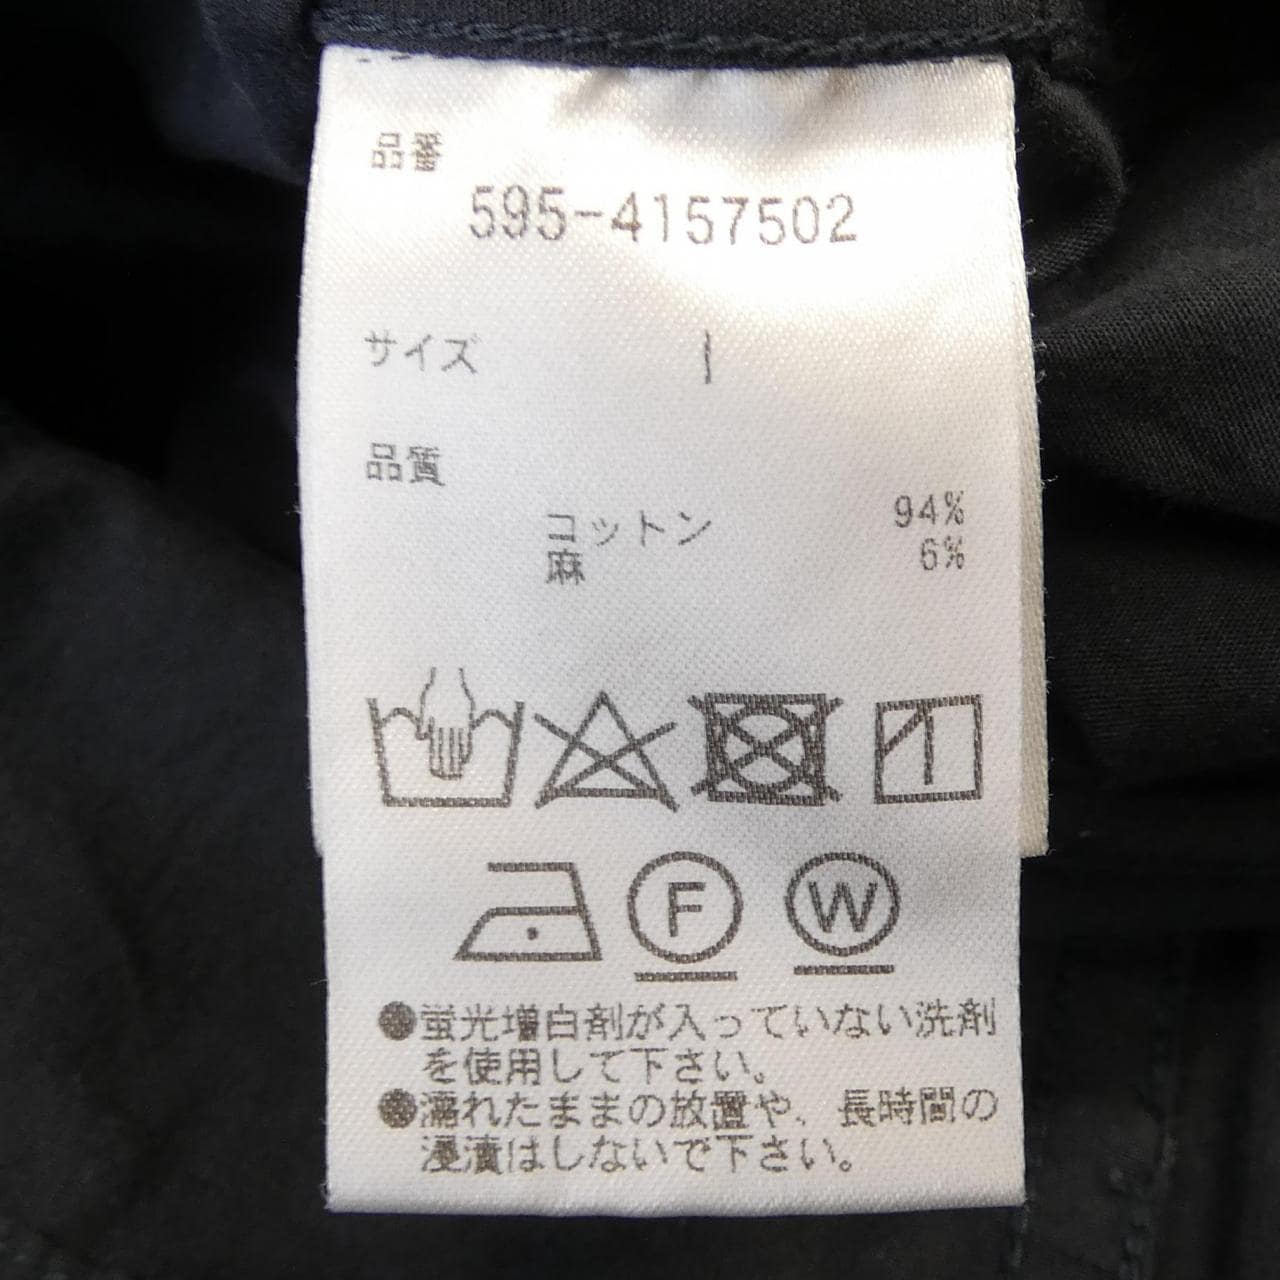 品番
595-4157502
サイズ I
品質
コットン 94%
麻 6%
F W
●蛍光増白剤が入っていない洗剤
を使用して下さい。
●濡れたままの放置や、長時間の
浸漬はしないで下さい。